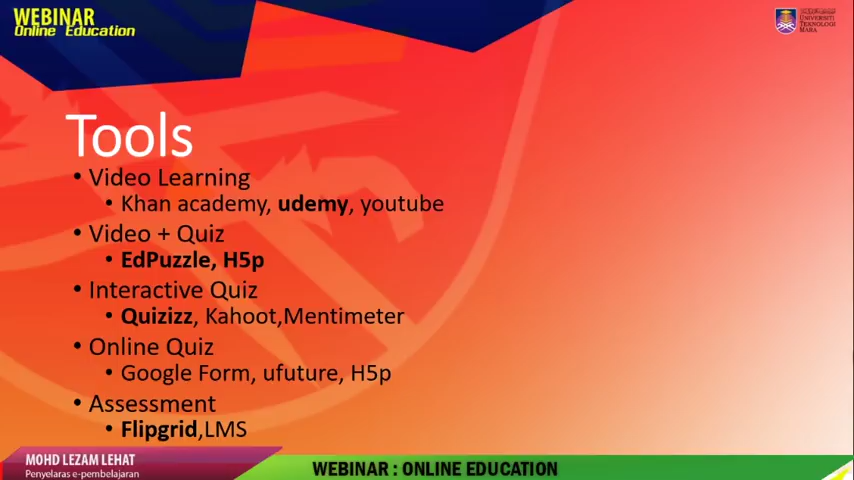 WEBINAR
Online Education
UNIVERSITI
TEKNOLOGI
MARA
Tools
• Video Learning
• Khan academy, udemy, youtube
• Video + Quiz
• EdPuzzle, H5p
• Interactive Quiz
• Quizizz, Kahoot,Mentimeter
• Online Quiz
• Google Form, ufuture, H5p
• Assessment
• Flipgrid,LMS
MOHD LEZAM LEHAT
Penyelaras e-pembelajaran
WEBINAR : ONLINE EDUCATION